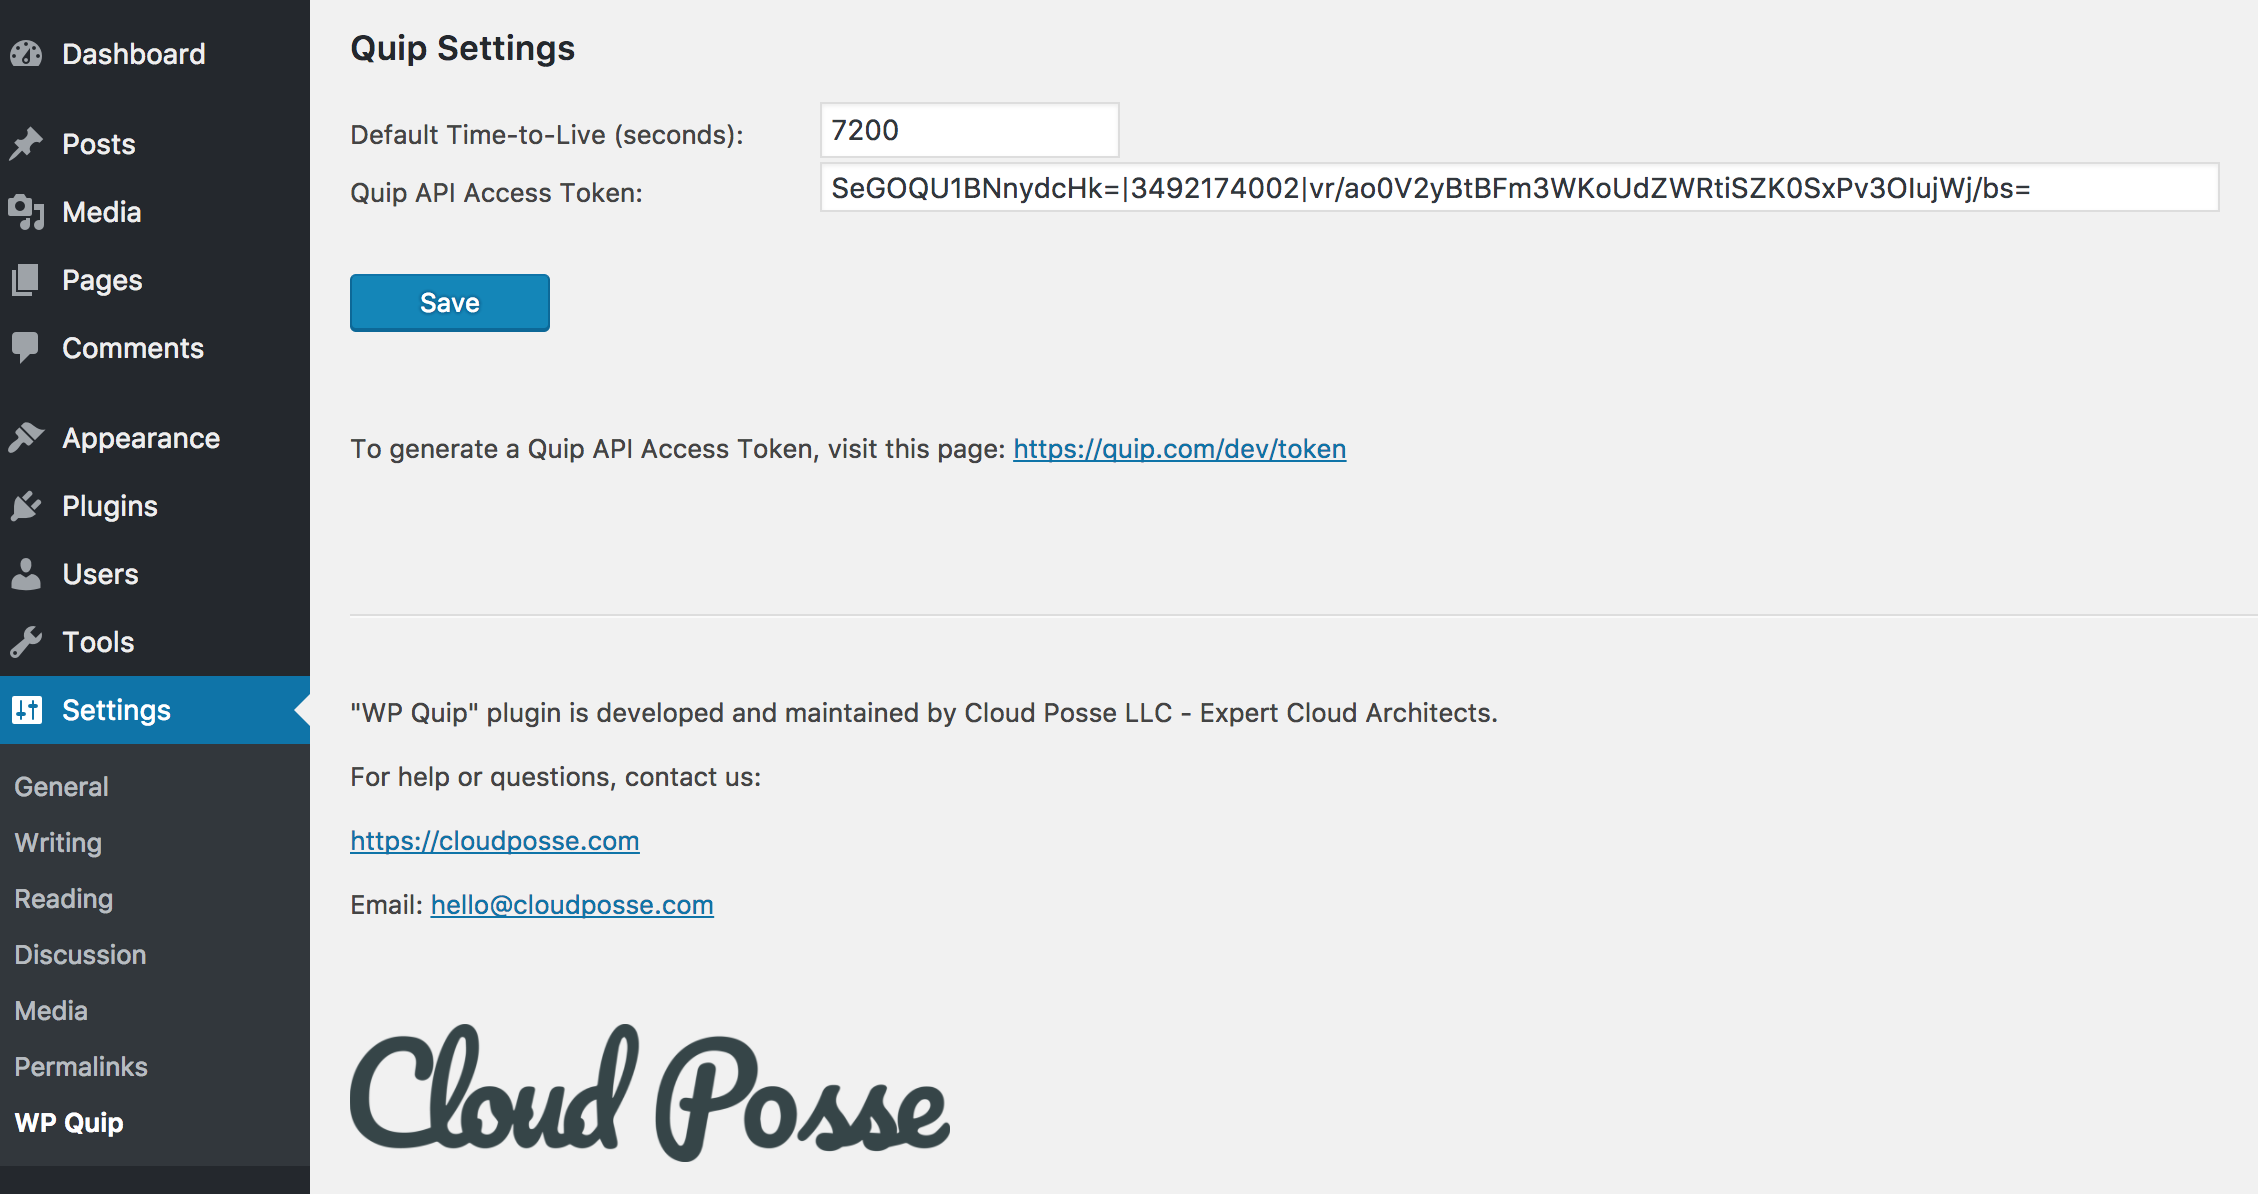 Dashboard
Posts
Media
Pages
Comments
Appearance
Plugins
Users
Tools
Settings
General
Writing
Reading
Discussion
Media
Permalinks
WP Quip
Quip Settings
Default Time-to-Live (seconds): 7200
Quip API Access Token: SeGOQU1BNnydcHk=|3492174002|vr/ao0V2yBtBFm3WKoUdZWRtiSZK0SxPv3OIujWj/bs=
Save
To generate a Quip API Access Token, visit this page: https://quip.com/dev/token
"WP Quip" plugin is developed and maintained by Cloud Posse LLC - Expert Cloud Architects.
For help or questions, contact us:
https://cloudposse.com
Email: hello@cloudposse.com
Cloud Posse